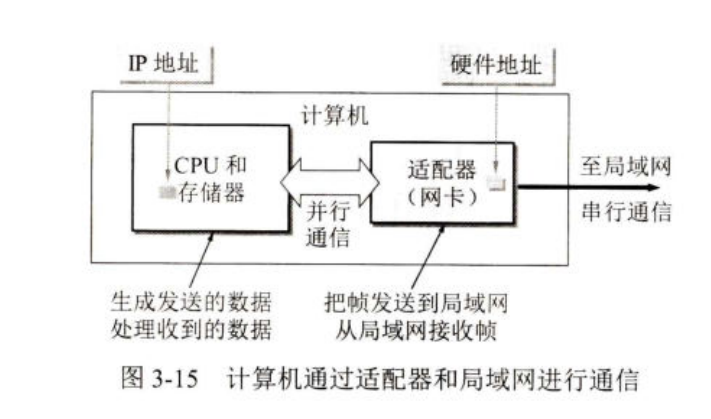 IP 地址
硬件地址
计算机
CPU 和
存储器
并行
通信
适配器
（网卡）
至局域网
串行通信
生成发送的数据
处理收到的数据
把帧发送到局域网
从局域网接收帧
图 3-15 计算机通过适配器和局域网进行通信